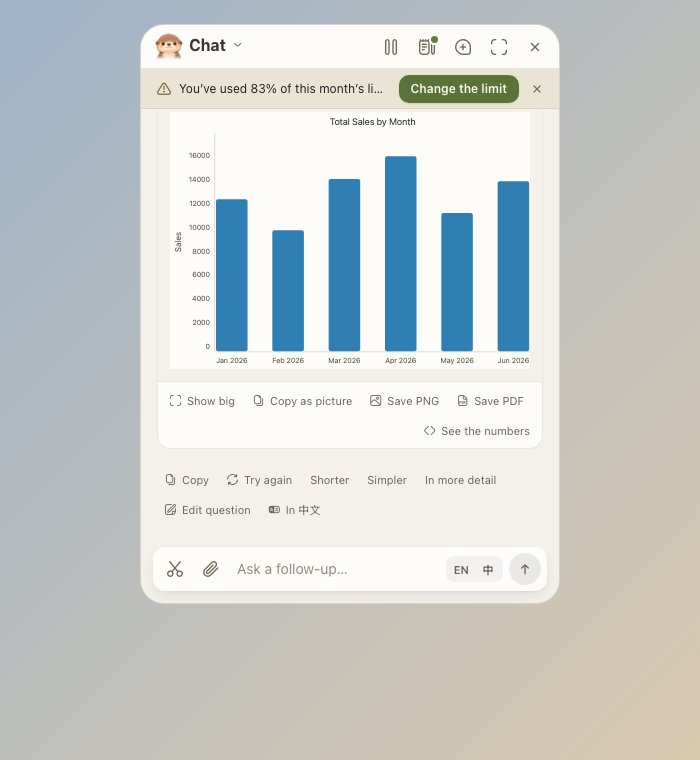 Chat
You've used 83% of this month's li...
Change the limit
Total Sales by Month
Sales
16000
14000
12000
10000
8000
6000
4000
2000
0
Jan 2026 Feb 2026 Mar 2026 Apr 2026 May 2026 Jun 2026
Show big Copy as picture Save PNG Save PDF
See the numbers
Copy Try again Shorter Simpler In more detail
Edit question In 中文
Ask a follow-up... EN 中